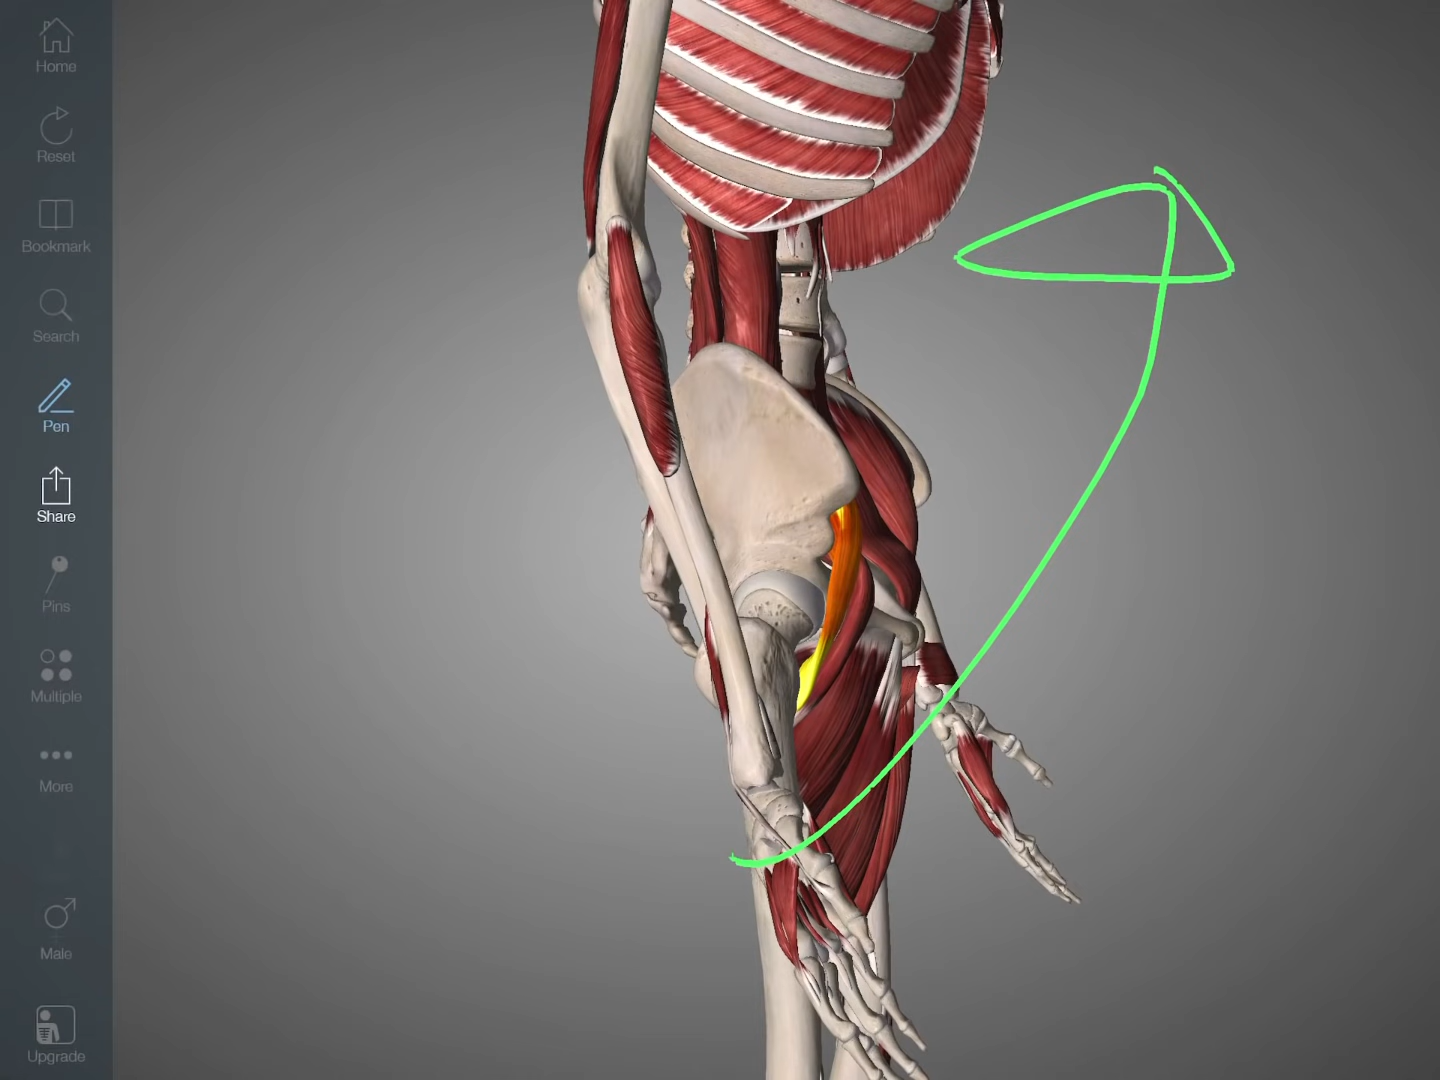 Home
Reset
Bookmark
Search
Pen
Share
Pins
Multiple
More
Male
Upgrade